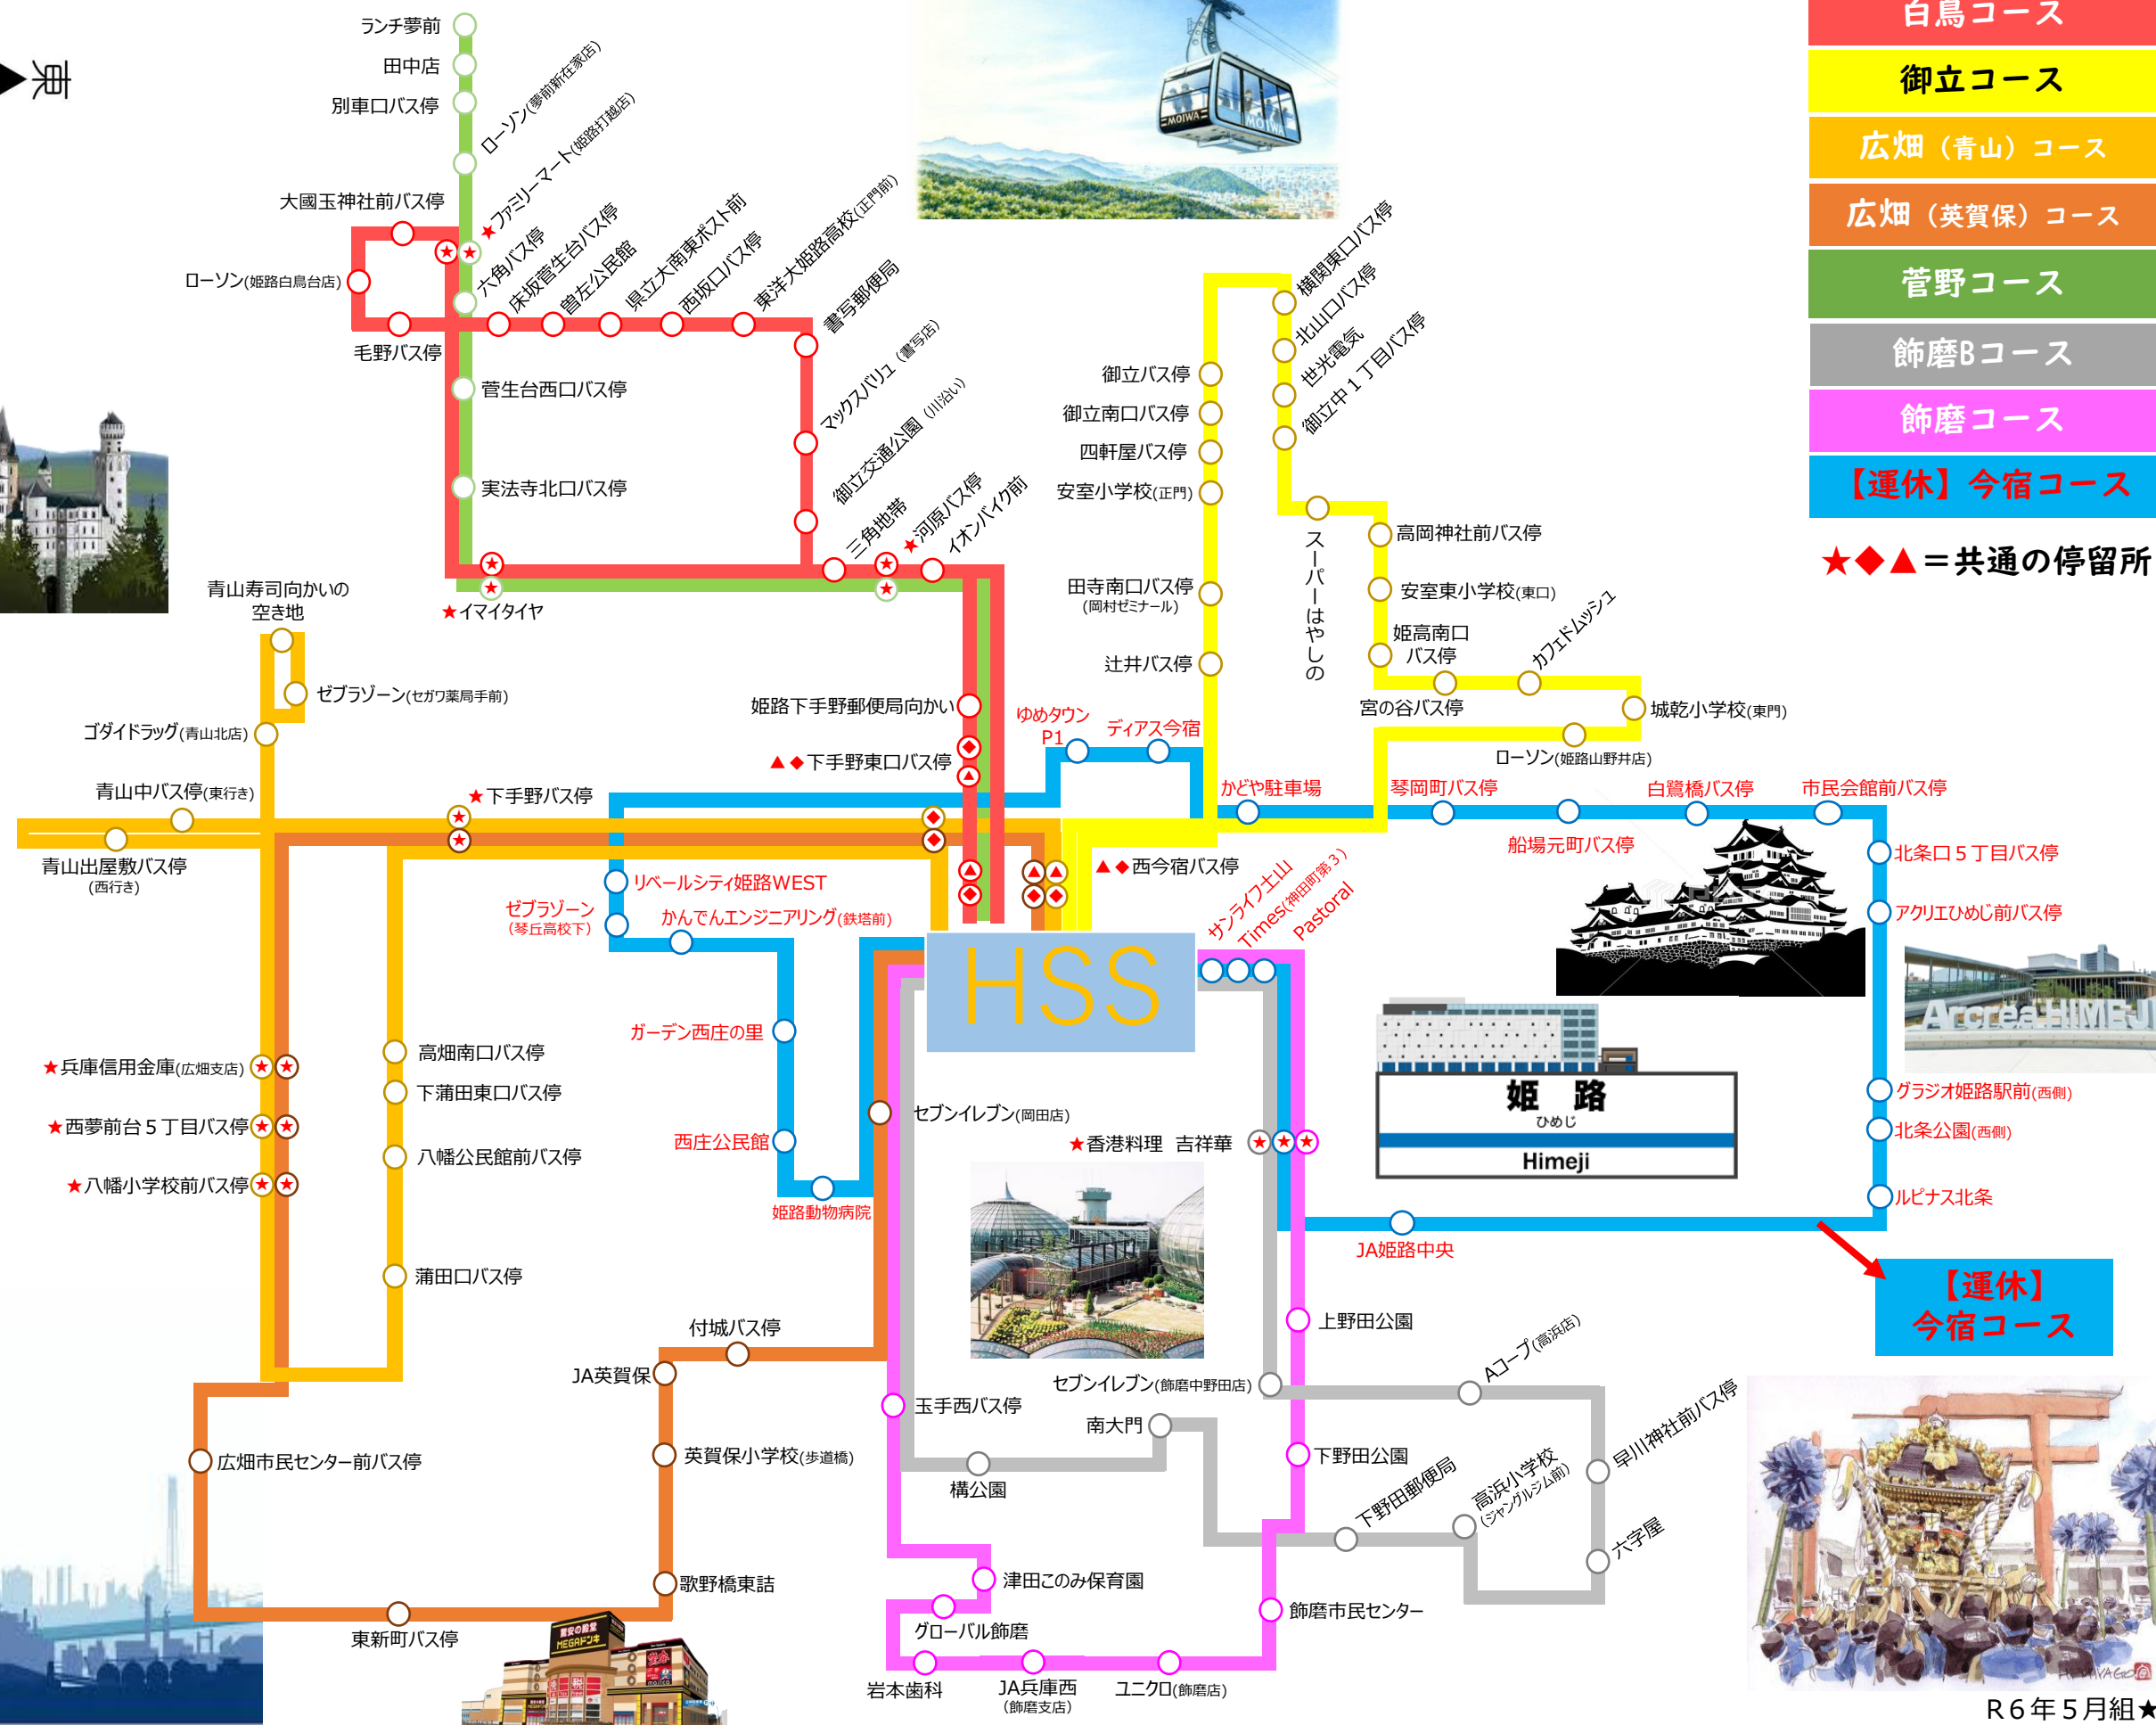 東
白鳥コース
御立コース
広畑（青山）コース
広畑（英賀保）コース
菅野コース
飾磨Bコース
飾磨コース
【運休】今宿コース
★◆▲＝共通の停留所
ランチ夢前
田中店
別車口バス停
ローソン(夢前新在家店)
★ファミリーマート(姫路打越店)
大國玉神社前バス停
ローソン(姫路白鳥台店)
毛野バス停
六角バス停
床坂菅生台バス停
曽左公民館
県立大南東ポスト前
西坂口バス停
東洋大姫路高校(正門前)
書写郵便局
マックスバリュ（書写店）
御立交通公園（川沿い）
三角地帯
★河原バス停
イオンバイク前
菅生台西口バス停
実法寺北口バス停
★イマイタイヤ
MOIWA
MOIWA
横関東口バス停
北山口バス停
世光電気
御立中１丁目バス停
御立バス停
御立南口バス停
四軒屋バス停
安室小学校(正門)
田寺南口バス停
(岡村ゼミナール)
辻井バス停
スーパーはやしの
高岡神社前バス停
安室東小学校(東口)
姫高南口
バス停
カフェドムッシュ
宮の谷バス停
城乾小学校(東門)
ローソン(姫路山野井店)
青山寿司向かいの
空き地
ゼブラゾーン(セガワ薬局手前)
ゴダイドラッグ(青山北店)
青山中バス停(東行き)
青山出屋敷バス停
(西行き)
★下手野バス停
姫路下手野郵便局向かい
▲◆下手野東口バス停
ゆめタウン
P1
ディアス今宿
かどや駐車場
琴岡町バス停
船場元町バス停
白鷺橋バス停
市民会館前バス停
北条口５丁目バス停
アクリエひめじ前バス停
ArcreaHIMEJI
グラジオ姫路駅前(西側)
北条公園(西側)
ルピナス北条
JA姫路中央
【運休】
今宿コース
▲◆西今宿バス停
サンライフ土山
Times(神田町第３)
Pastoral
HSS
リベールシティ姫路WEST
ゼブラゾーン
（琴丘高校下）
かんでんエンジニアリング(鉄塔前)
ガーデン西庄の里
西庄公民館
姫路動物病院
セブンイレブン(岡田店)
★香港料理 吉祥華
姫 路
ひめじ
Himeji
★兵庫信用金庫(広畑支店)
★西夢前台５丁目バス停
★八幡小学校前バス停
高畑南口バス停
下蒲田東口バス停
八幡公民館前バス停
蒲田口バス停
付城バス停
JA英賀保
英賀保小学校(歩道橋)
歌野橋東詰
広畑市民センター前バス停
東新町バス停
驚安の殿堂
MEGAドンキ
玉手西バス停
構公園
南大門
セブンイレブン(飾磨中野田店)
上野田公園
下野田公園
下野田郵便局
高浜小学校
(ジャングルジム前)
Aコープ(高浜店)
早川神社前バス停
六字屋
津田このみ保育園
グローバル飾磨
岩本歯科
JA兵庫西
(飾磨支店)
ユニクロ(飾磨店)
飾磨市民センター
R６年５月組★